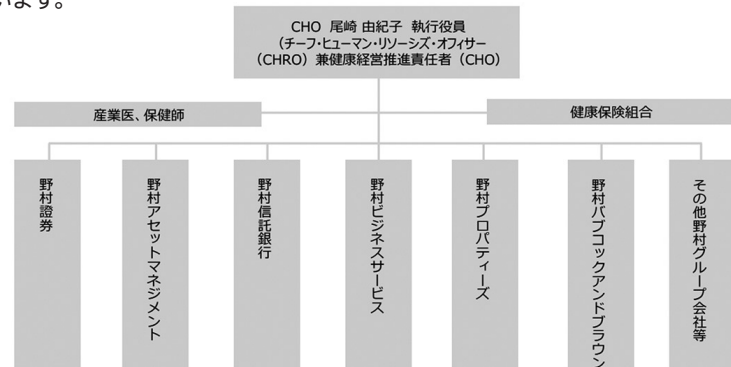 います。
CHO 尾崎 由紀子 執行役員
（チーフ・ヒューマン・リソーシズ・オフィサー
（CHRO）兼健康経営推進責任者（CHO）
産業医、保健師
健康保険組合
野村證券
野村アセットマネジメント
野村信託銀行
野村ビジネスサービス
野村プロパティーズ
野村バブコックアンドブラウン
その他野村グループ会社等